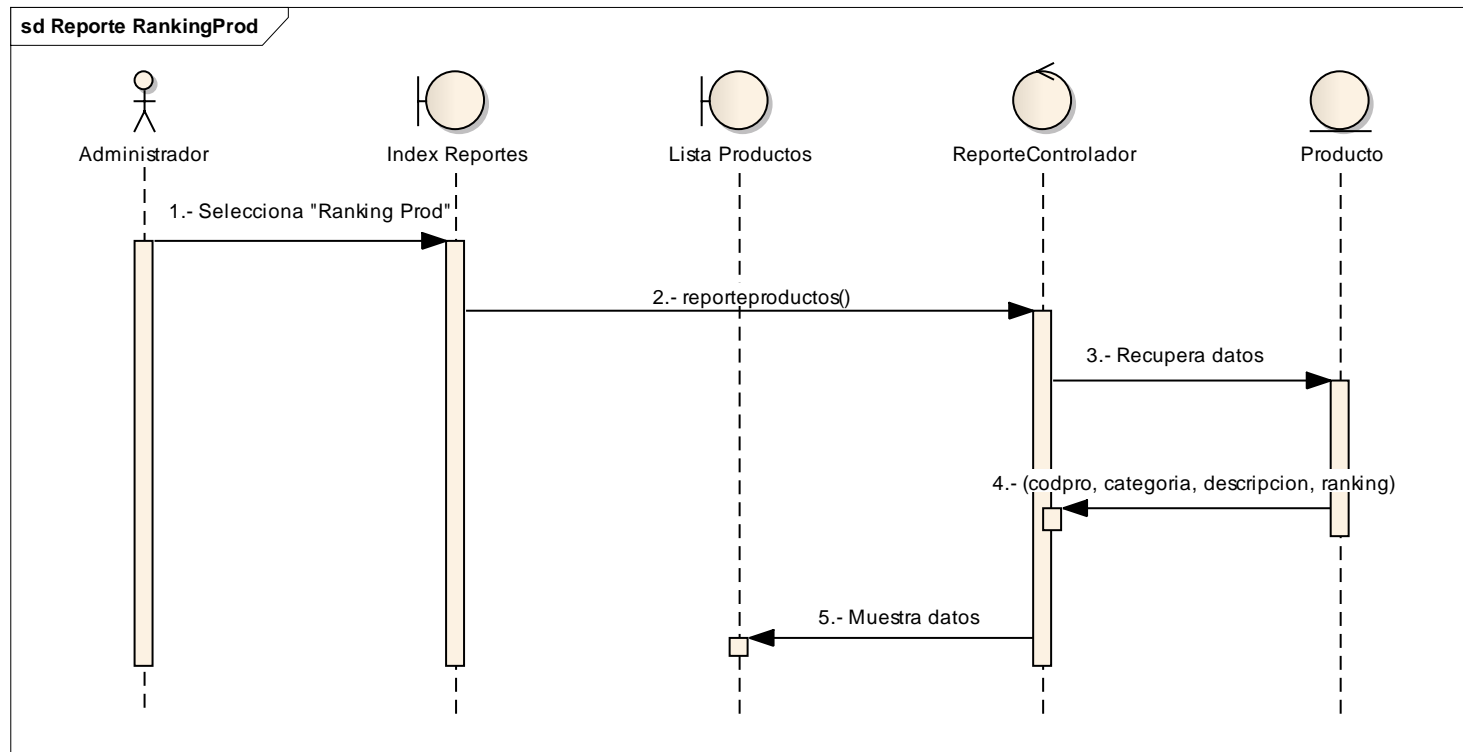 sd Reporte RankingProd
Administrador
Index Reportes
Lista Productos
ReporteControlador
Producto
1.- Selecciona "Ranking Prod"
2.- reporteproductos()
3.- Recupera datos
4.- (codpro, categoria, descripcion, ranking)
5.- Muestra datos